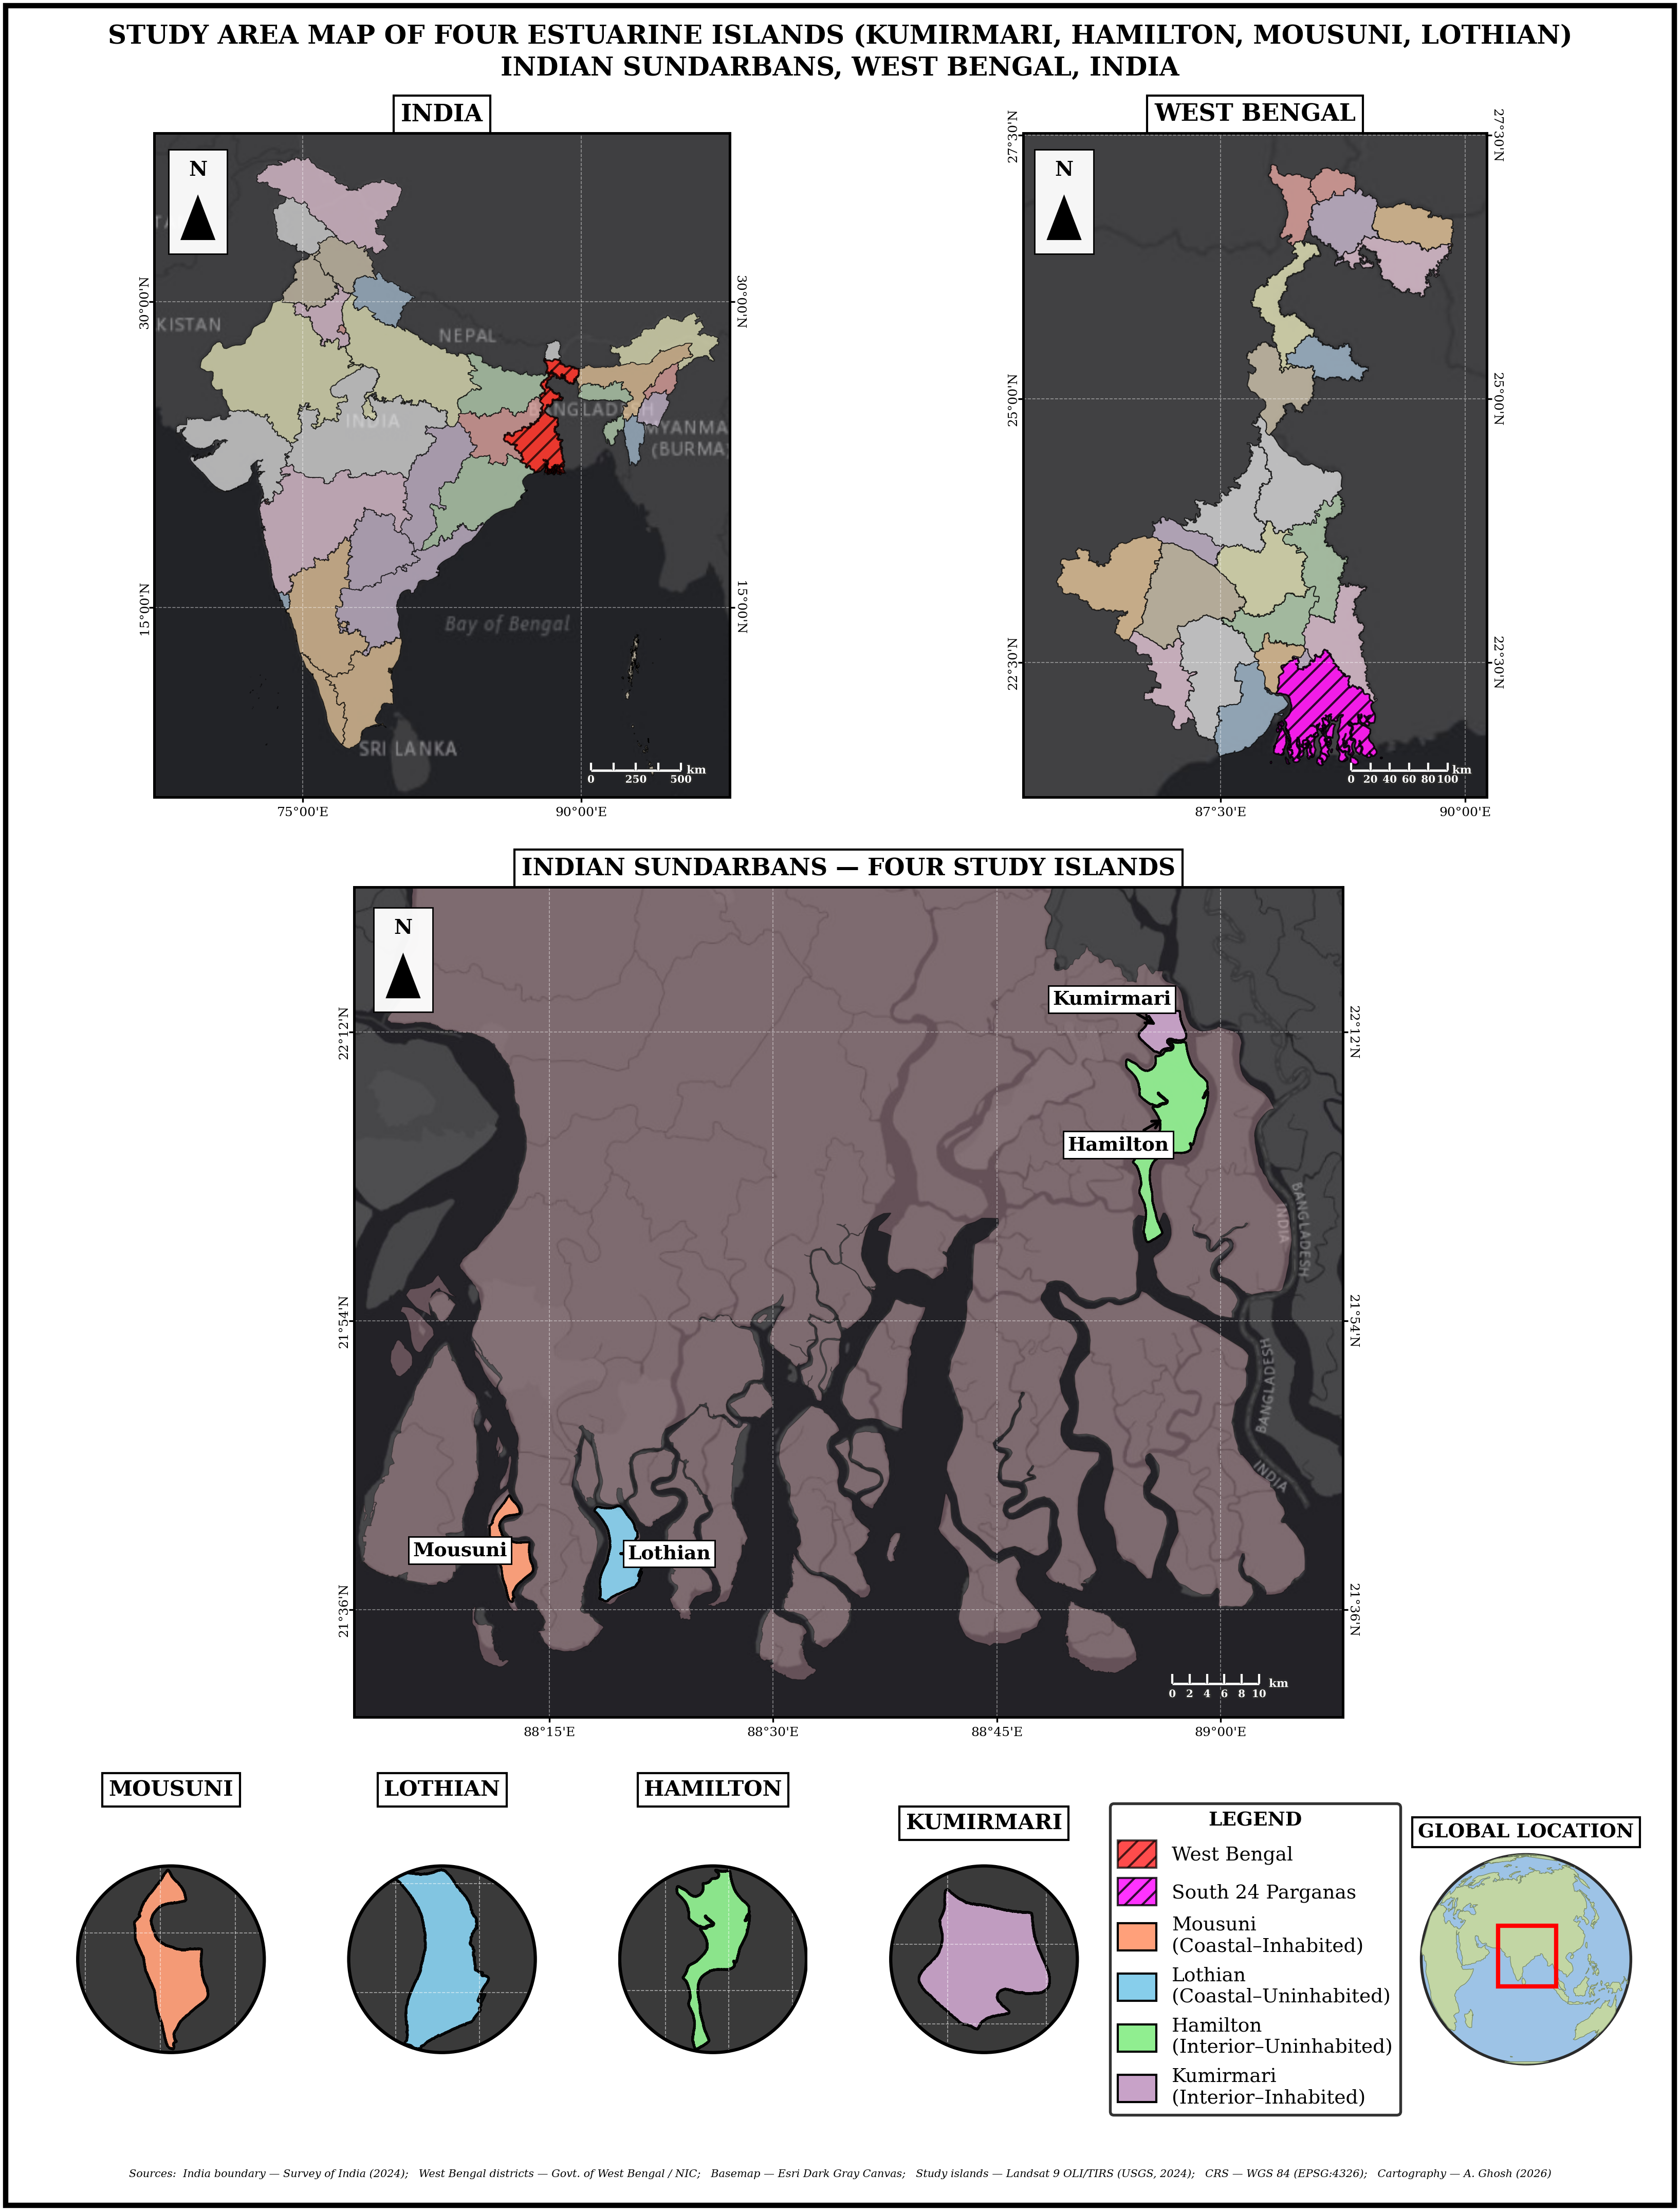 STUDY AREA MAP OF FOUR ESTUARINE ISLANDS (KUMIRMARI, HAMILTON, MOUSUNI, LOTHIAN)
INDIAN SUNDARBANS, WEST BENGAL, INDIA
INDIA
N
30°00'N
30°00'N
KISTAN
NEPAL
INDIA
MYANMA
(BURMA)
15°00'N
15°00'N
Bay of Bengal
SRI LANKA
km
0 250 500
75°00'E 90°00'E
WEST BENGAL
27°30'N
27°30'N
N
25°00'N
25°00'N
22°30'N
22°30'N
km
0 20 40 60 80 100
87°30'E 90°00'E
INDIAN SUNDARBANS — FOUR STUDY ISLANDS
N
Kumirmari
22°12'N
22°12'N
Hamilton
BANGLADESH
INDIA
21°54'N
21°54'N
BANGLADESH
INDIA
Mousuni
Lothian
21°36'N
21°36'N
km
0 2 4 6 8 10
88°15'E 88°30'E 88°45'E 89°00'E
MOUSUNI
LOTHIAN
HAMILTON
KUMIRMARI
LEGEND
West Bengal
South 24 Parganas
Mousuni
(Coastal–Inhabited)
Lothian
(Coastal–Uninhabited)
Hamilton
(Interior–Uninhabited)
Kumirmari
(Interior–Inhabited)
GLOBAL LOCATION
Sources: India boundary — Survey of India (2024); West Bengal districts — Govt. of West Bengal / NIC; Basemap — Esri Dark Gray Canvas; Study islands — Landsat 9 OLI/TIRS (USGS, 2024); CRS — WGS 84 (EPSG:4326); Cartography — A. Ghosh (2026)